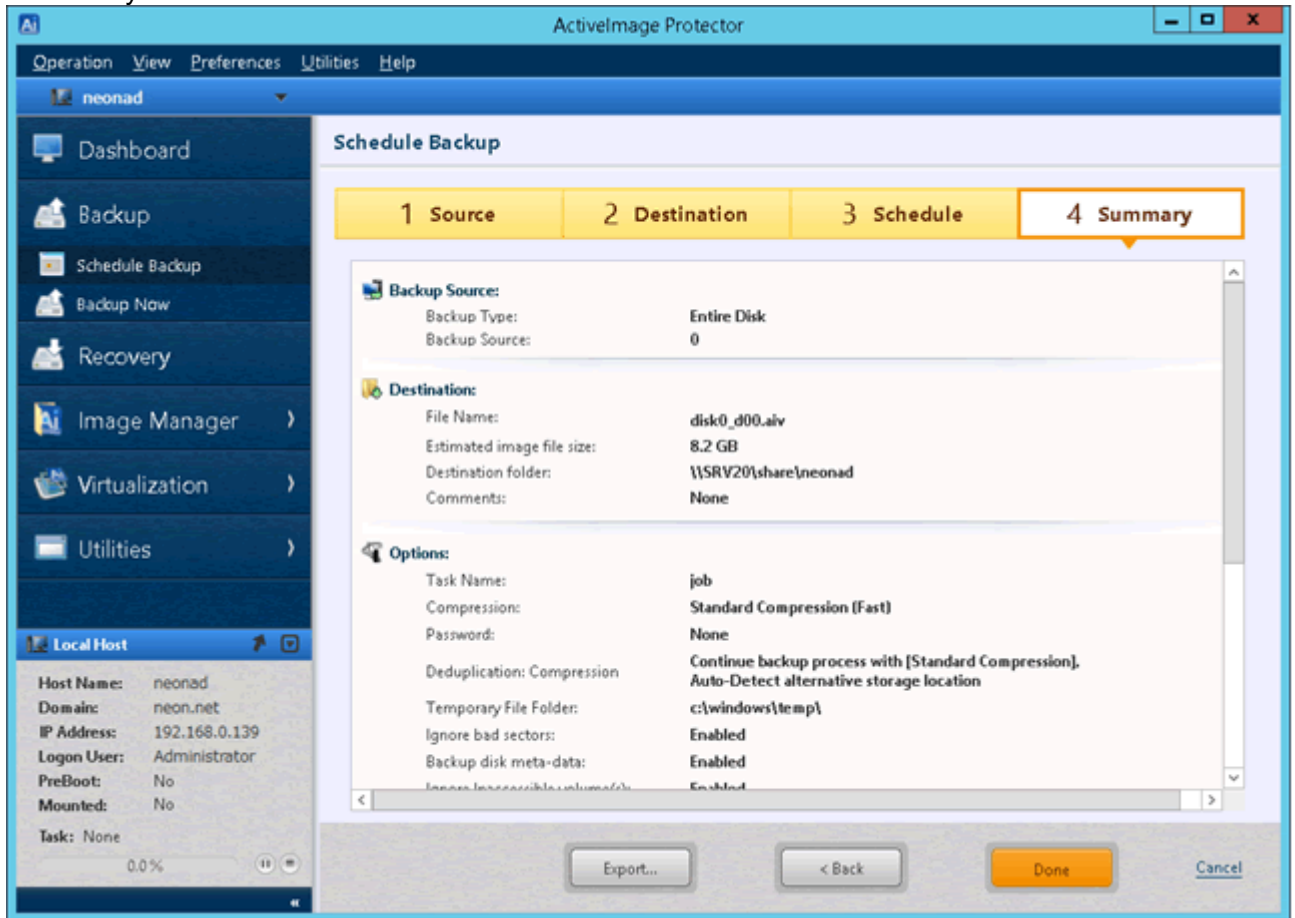 ActiveImage Protector
Operation View Preferences Utilities Help
neonad
Dashboard
Backup
Schedule Backup
Backup Now
Recovery
Image Manager
Virtualization
Utilities
Local Host
Host Name: neonad
Domain: neon.net
IP Address: 192.168.0.139
Logon User: Administrator
PreBoot: No
Mounted: No
Task: None
0.0%
Schedule Backup
1 Source 2 Destination 3 Schedule 4 Summary
Backup Source:
Backup Type: Entire Disk
Backup Source: 0
Destination:
File Name: disk0_d00.aiv
Estimated image file size: 8.2 GB
Destination folder: \\SRV20\share\neonad
Comments: None
Options:
Task Name: job
Compression: Standard Compression (Fast)
Password: None
Deduplication: Compression Continue backup process with [Standard Compression],
Auto-Detect alternative storage location
Temporary File Folder: c:\windows\temp\
Ignore bad sectors: Enabled
Backup disk meta-data: Enabled
Ignore Inaccessible volume(s): Enabled
Export... < Back Done Cancel